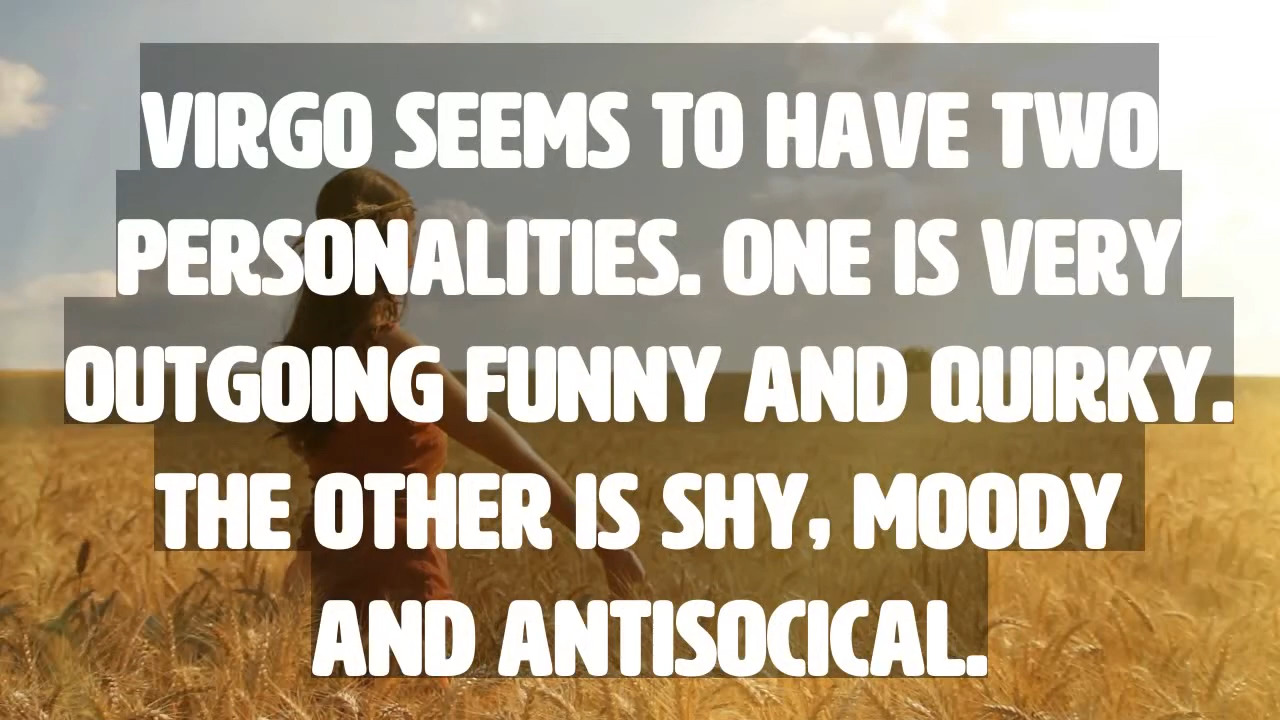 VIRGO SEEMS TO HAVE TWO
PERSONALITIES. ONE IS VERY
OUTGOING FUNNY AND QUIRKY.
THE OTHER IS SHY, MOODY
AND ANTISOCICAL.